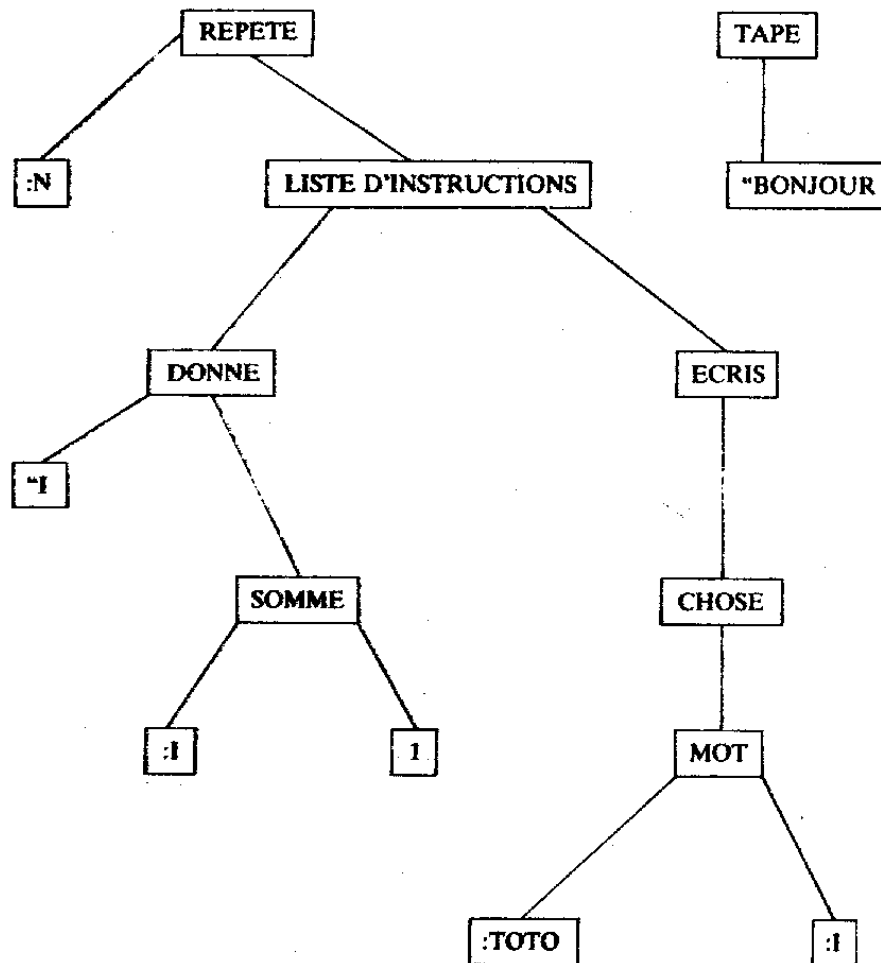 REPETE
TAPE
:N
LISTE D'INSTRUCTIONS
“BONJOUR
DONNE
ECRIS
“I
SOMME
CHOSE
:I
1
MOT
:TOTO
:I